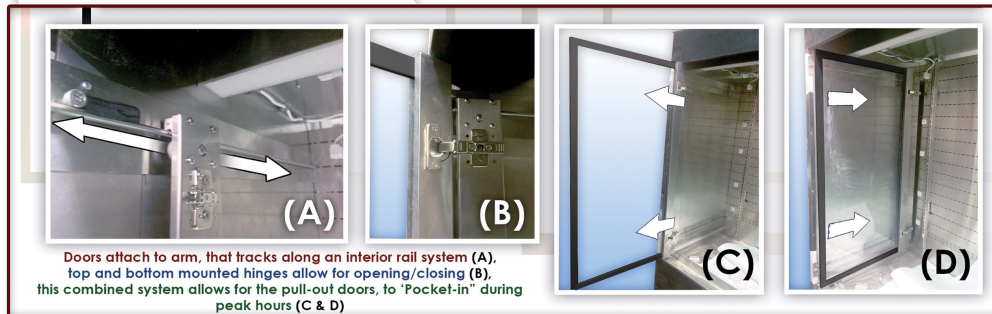 (A)
(B)
(C)
(D)
Doors attach to arm, that tracks along an interior rail system (A),
top and bottom mounted hinges allow for opening/closing (B),
this combined system allows for the pull-out doors, to ‘Pocket-in” during
peak hours (C & D)